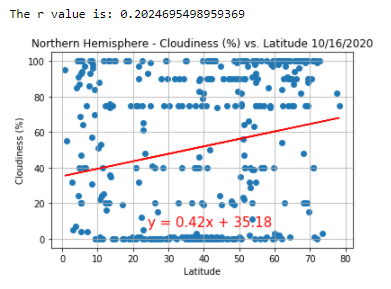 The r value is: 0.2024695498959369
Northern Hemisphere - Cloudiness (%) vs. Latitude 10/16/2020
100
80
60
40
20
0
Cloudiness (%)
y = 0.42x + 35.18
0 10 20 30 40 50 60 70 80
Latitude